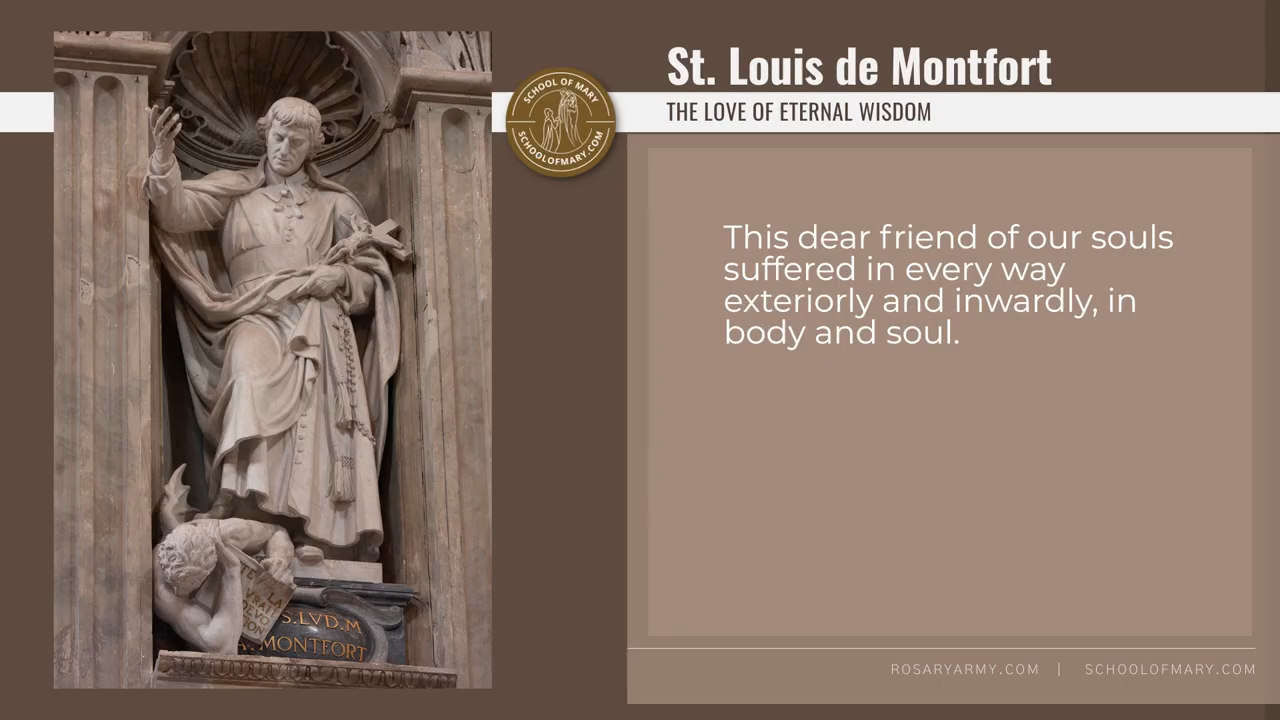 St. Louis de Montfort
THE LOVE OF ETERNAL WISDOM
SCHOOL OF MARY
SCHOOLOFMARY.COM
This dear friend of our souls
suffered in every way
exteriorly and inwardly, in
body and soul.
S.LVD.M
A. MONTFORT
ROSARYARMY.COM | SCHOOLOFMARY.COM